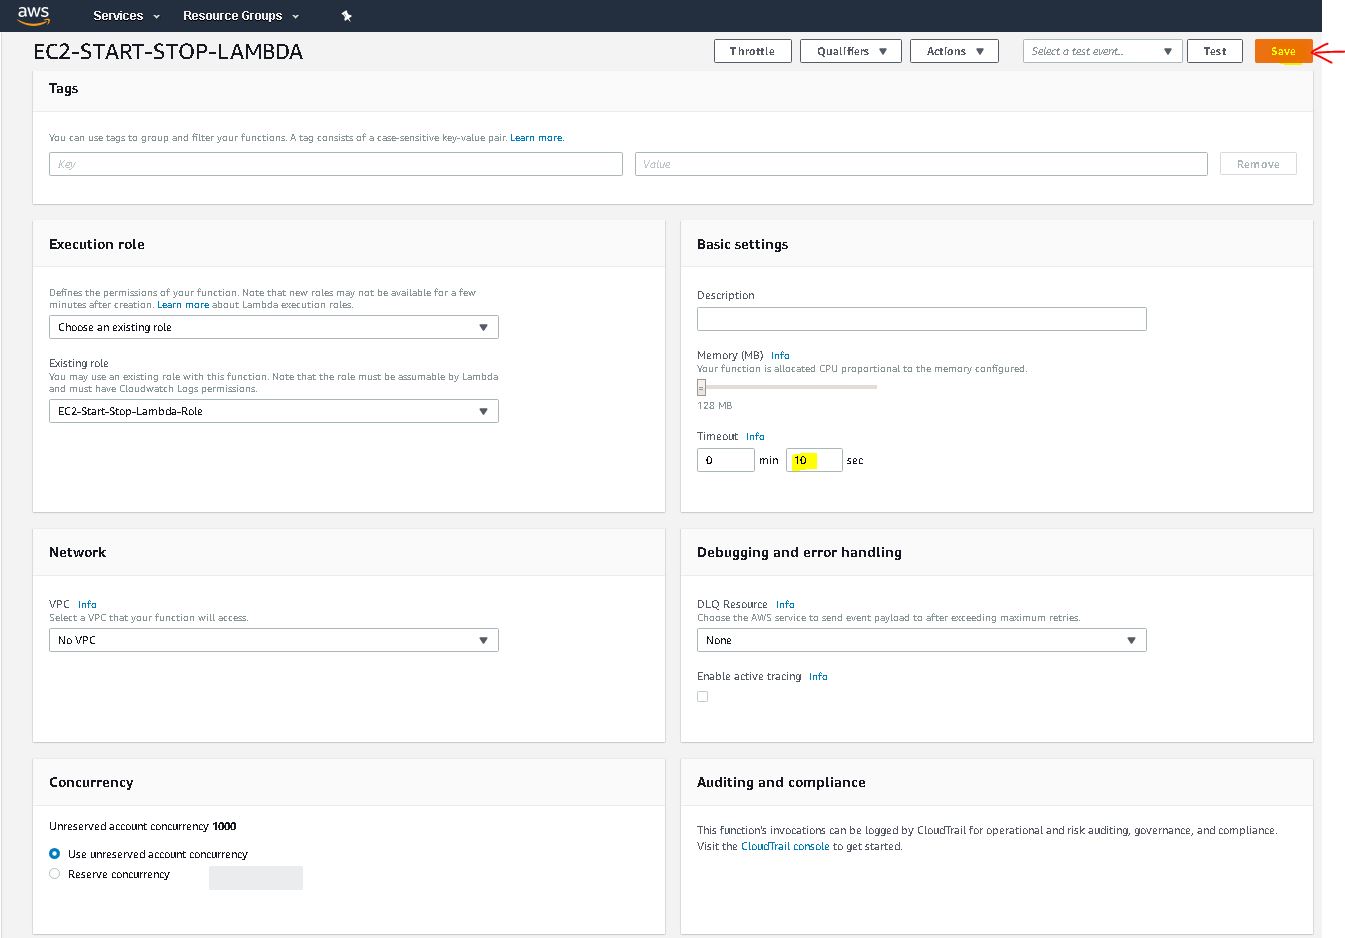 aws Services Resource Groups
EC2-START-STOP-LAMBDA
Throttle Qualifiers Actions Select a test event.. Test Save
Tags
You can use tags to group and filter your functions. A tag consists of a case-sensitive key-value pair. Learn more.
Key Value Remove
Execution role
Defines the permissions of your function. Note that new roles may not be available for a few
minutes after creation. Learn more about Lambda execution roles.
Choose an existing role
Existing role
You may use an existing role with this function. Note that the role must be assumable by Lambda
and must have Cloudwatch Logs permissions.
EC2-Start-Stop-Lambda-Role
Basic settings
Description
Memory (MB) Info
Your function is allocated CPU proportional to the memory configured.
128 MB
Timeout Info
0 min 10 sec
Network
VPC Info
Select a VPC that your function will access.
No VPC
Debugging and error handling
DLQ Resource Info
Choose the AWS service to send event payload to after exceeding maximum retries.
None
Enable active tracing Info
Concurrency
Unreserved account concurrency 1000
Use unreserved account concurrency
Reserve concurrency
Auditing and compliance
This function's invocations can be logged by CloudTrail for operational and risk auditing, governance, and compliance.
Visit the CloudTrail console to get started.